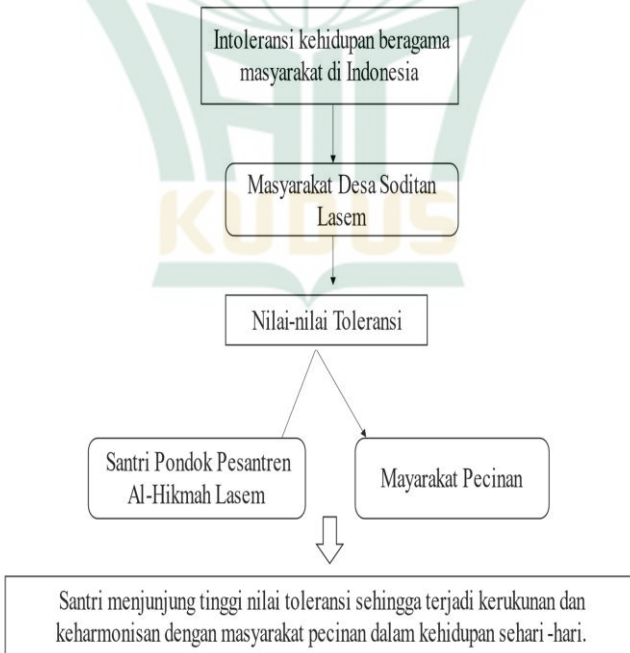 Intoleransi kehidupan beragama
masyarakat di Indonesia
Masyarakat Desa Soditan
Lasem
KUDUS
Nilai-nilai Toleransi
Santri Pondok Pesantren
Al-Hikmah Lasem
Mayarakat Pecinan
Santri menjunjung tinggi nilai toleransi sehingga terjadi kerukunan dan
keharmonisan dengan masyarakat pecinan dalam kehidupan sehari-hari.